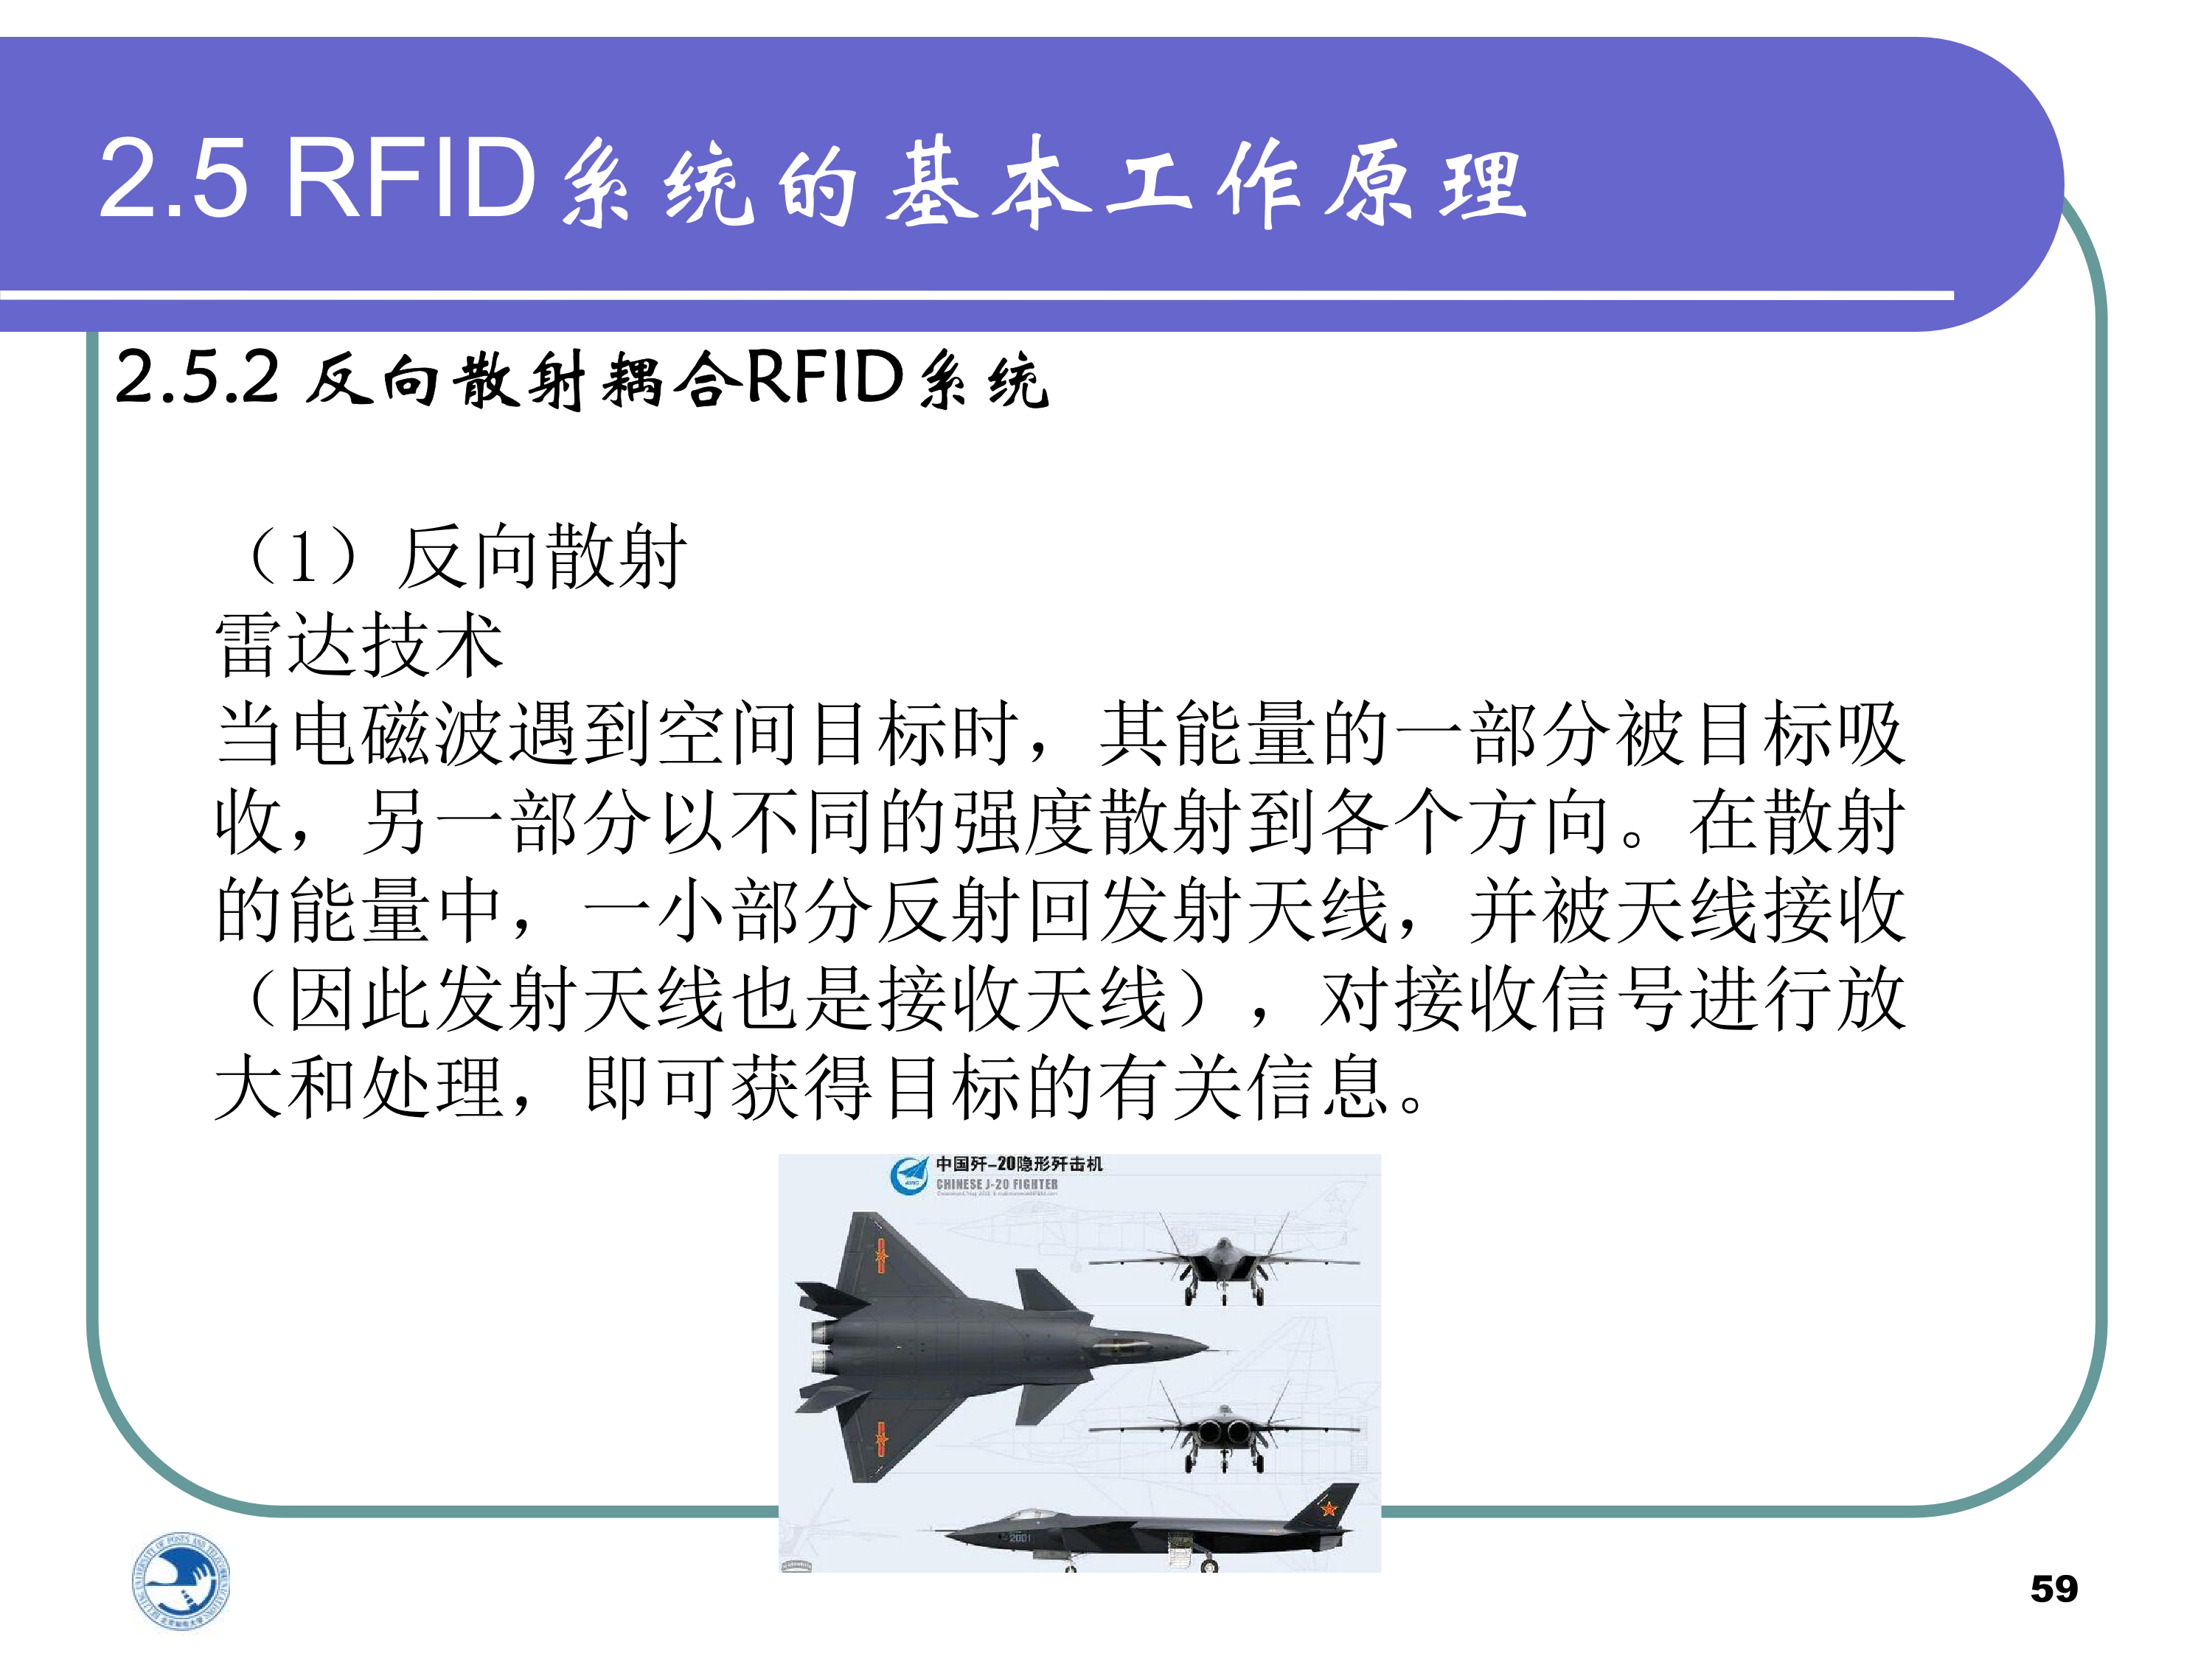 2.5 RFID系统的基本工作原理
2.5.2 反向散射耦合RFID系统
（1）反向散射
雷达技术
当电磁波遇到空间目标时，其能量的一部分被目标吸
收，另一部分以不同的强度散射到各个方向。在散射
的能量中，一小部分反射回发射天线，并被天线接收
（因此发射天线也是接收天线），对接收信号进行放
大和处理，即可获得目标的有关信息。
中国歼-20隐形歼击机
CHINESE J-20 FIGHTER
2001
59